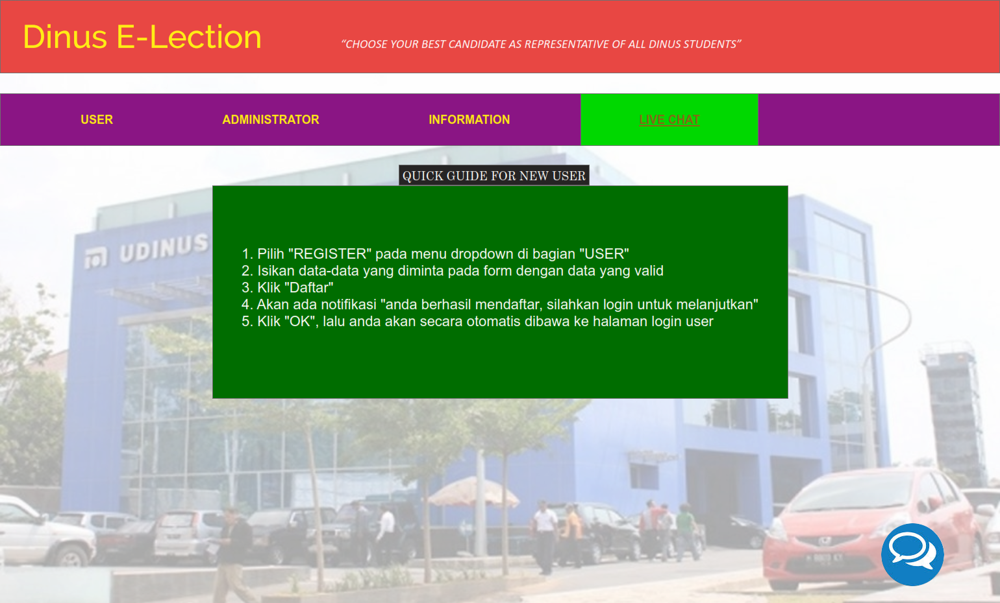 Dinus E-Lection
“CHOOSE YOUR BEST CANDIDATE AS REPRESENTATIVE OF ALL DINUS STUDENTS”
USER
ADMINISTRATOR
INFORMATION
LIVE CHAT
QUICK GUIDE FOR NEW USER
UDINUS
1. Pilih "REGISTER" pada menu dropdown di bagian "USER"
2. Isikan data-data yang diminta pada form dengan data yang valid
3. Klik "Daftar"
4. Akan ada notifikasi "anda berhasil mendaftar, silahkan login untuk melanjutkan"
5. Klik "OK", lalu anda akan secara otomatis dibawa ke halaman login user